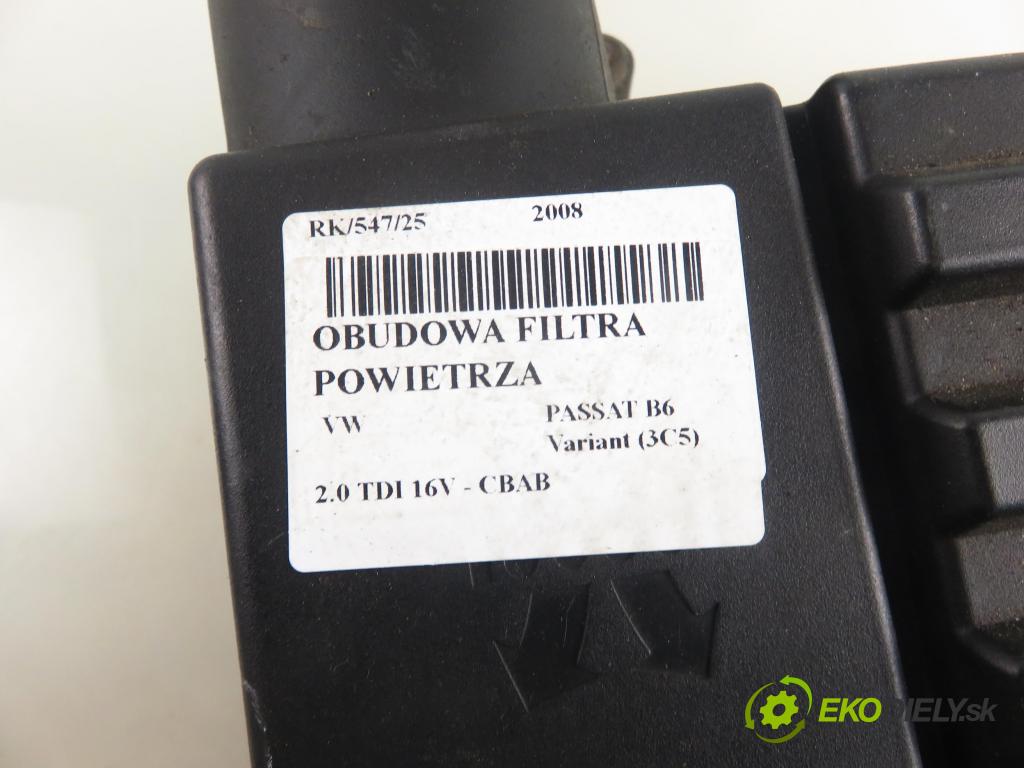 RK/547/25 2008
OBUDOWA FILTRA
POWIETRZA
VW PASSAT B6
Variant (3C5)
2.0 TDI 16V - CBAB
EKODIELY.sk